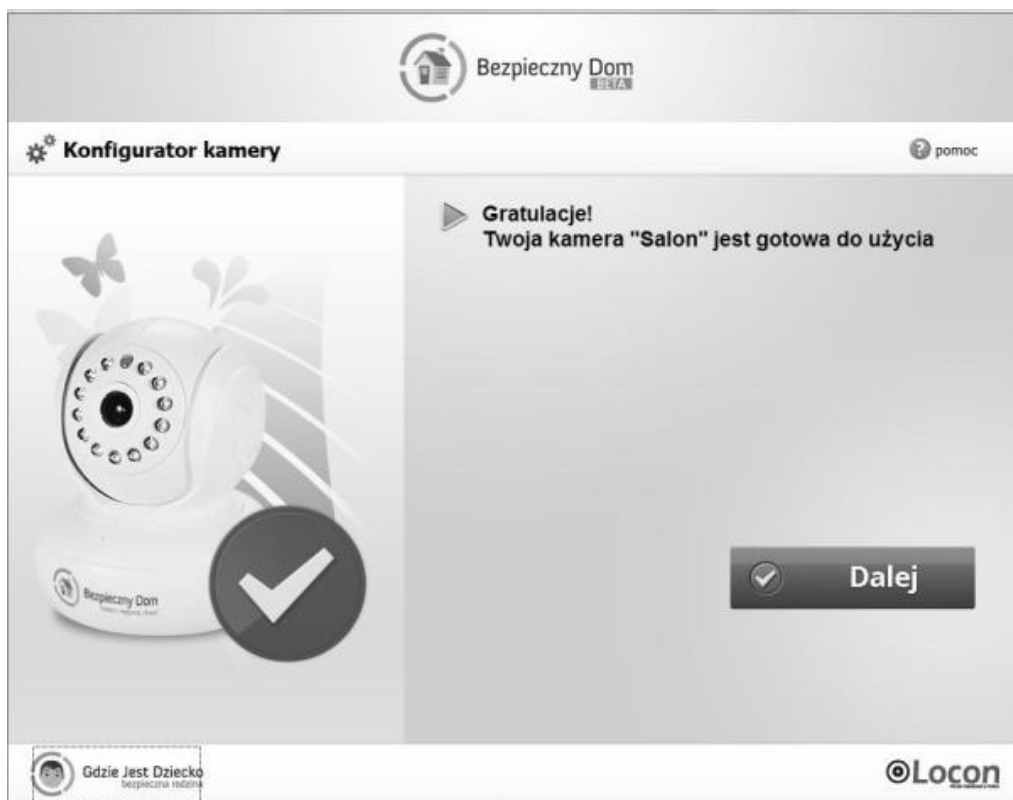 Bezpieczny Dom
BETA
Konfigurator kamery
pomoc
Gratulacje!
Twoja kamera "Salon" jest gotowa do użycia
Bezpieczny Dom
Dalej
Gdzie Jest Dziecko
bezpieczna rodzina
Locon